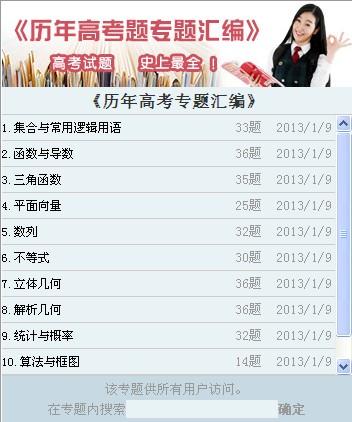 《历年高考题专题汇编》
高考试题 史上最全！
《历年高考专题汇编》
1. 集合与常用逻辑用语 33题 2013/1/9
2. 函数与导数 36题 2013/1/9
3. 三角函数 35题 2013/1/9
4. 平面向量 25题 2013/1/9
5. 数列 32题 2013/1/9
6. 不等式 30题 2013/1/9
7. 立体几何 36题 2013/1/9
8. 解析几何 36题 2013/1/9
9. 统计与概率 32题 2013/1/9
10. 算法与框图 14题 2013/1/9
该专题供所有用户访问。
在专题内搜索 确定